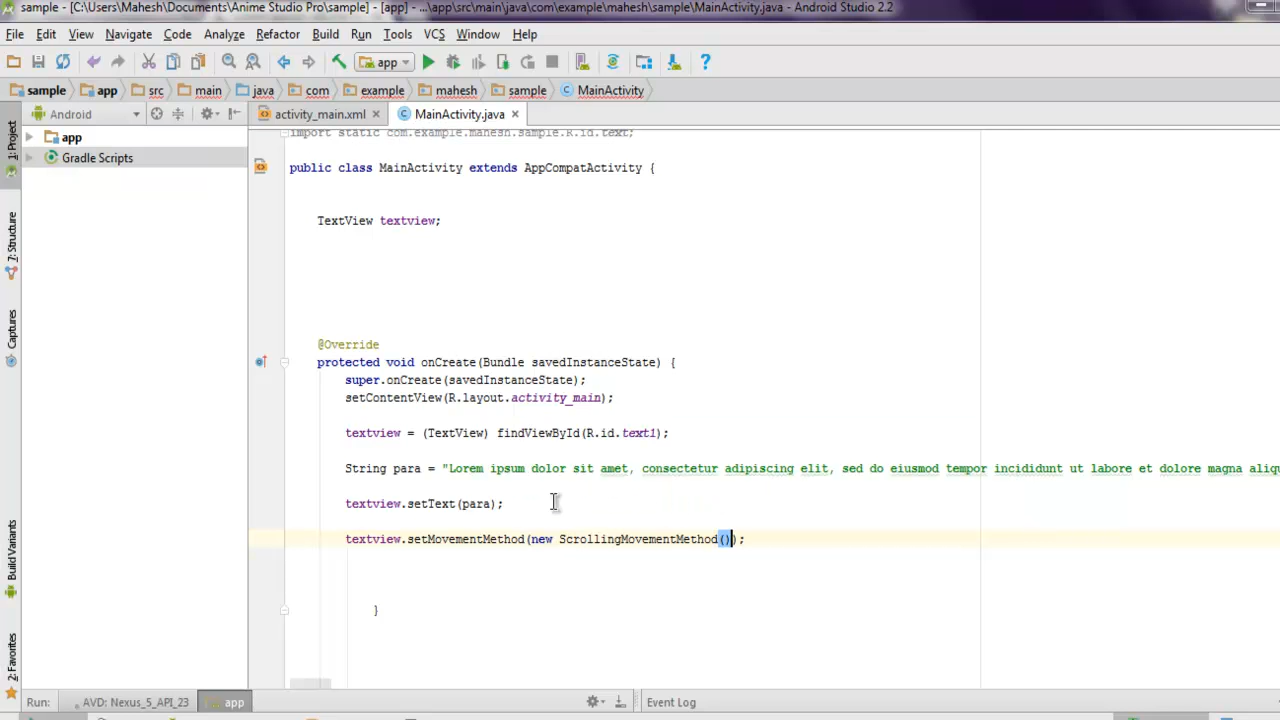 sample - [C:\Users\Mahesh\Documents\Anime Studio Pro\sample] - [app] - ...\app\src\main\java\com\example\mahesh\sample\MainActivity.java - Android Studio 2.2
File Edit View Navigate Code Analyze Refactor Build Run Tools VCS Window Help
app
sample app src main java com example mahesh sample MainActivity
Android activity_main.xml MainActivity.java
1: Project
7: Structure
Captures
Build Variants
2: Favorites
app
Gradle Scripts
import static com.example.mahesh.sample.R.id.text;
public class MainActivity extends AppCompatActivity {
TextView textview;
@Override
protected void onCreate(Bundle savedInstanceState) {
super.onCreate(savedInstanceState);
setContentView(R.layout.activity_main);
textview = (TextView) findViewById(R.id.text1);
String para = "Lorem ipsum dolor sit amet, consectetur adipiscing elit, sed do eiusmod tempor incididunt ut labore et dolore magna aliqu
textview.setText(para);
textview.setMovementMethod(new ScrollingMovementMethod());
}
Run: AVD: Nexus_5_API_23 app Event Log